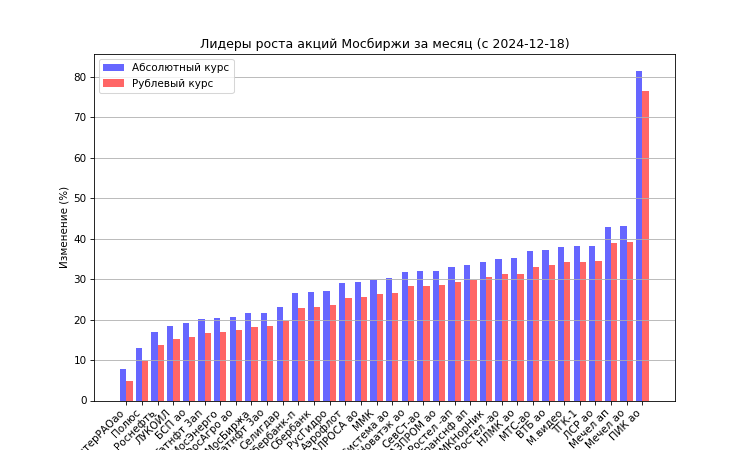 Лидеры роста акций Мосбиржи за месяц (с 2024-12-18)
Абсолютный курс
Рублевый курс
Изменение (%)
80
70
60
50
40
30
20
10
0
Полюс
Роснефть
ЛУКОЙЛ
БСП ао
МосЭнерго
МосБиржа
Селигдар
Сбербанк
РусГидро
Аэрофлот
ММК
СевСт-ао
ГМКНорНик
Ростел -ао
НЛМК ао
МТС-ао
ВТБ ао
М.видео
ТГК-1
ЛСР ао
Мечел ап
Мечел ао
ПИК ао